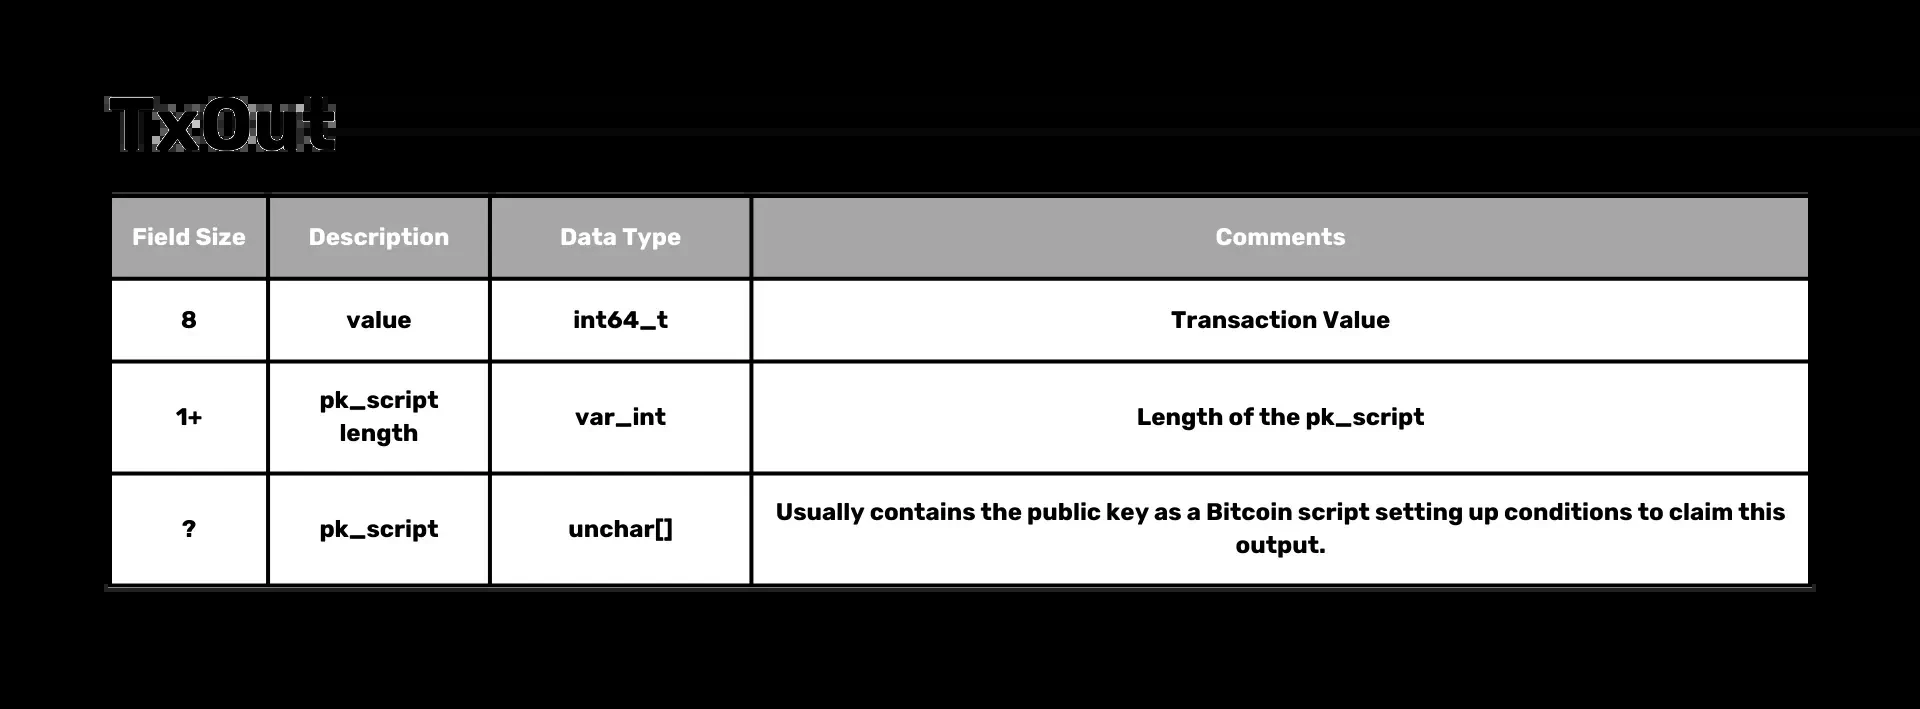 TxOut
Field Size Description Data Type Comments
8 value int64_t Transaction Value
1+ pk_script length var_int Length of the pk_script
? pk_script unchar[] Usually contains the public key as a Bitcoin script setting up conditions to claim this
output.